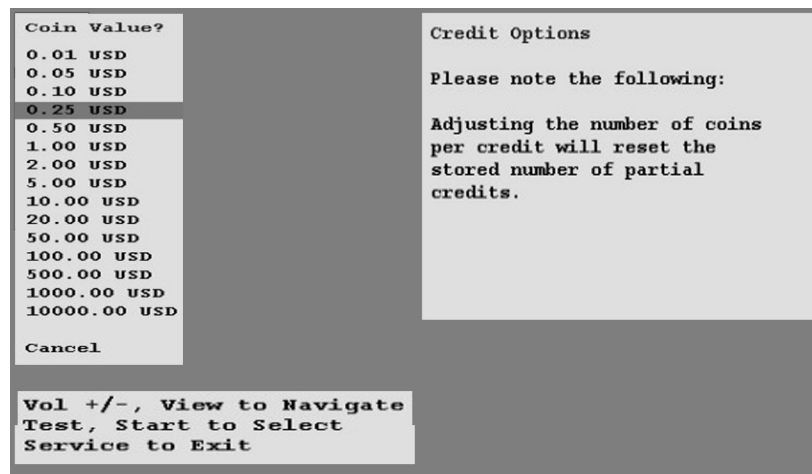 Coin Value?
0.01 USD
0.05 USD
0.10 USD
0.25 USD
0.50 USD
1.00 USD
2.00 USD
5.00 USD
10.00 USD
20.00 USD
50.00 USD
100.00 USD
500.00 USD
1000.00 USD
10000.00 USD
Cancel
Vol +/-, View to Navigate
Test, Start to Select
Service to Exit
Credit Options
Please note the following:
Adjusting the number of coins
per credit will reset the
stored number of partial
credits.